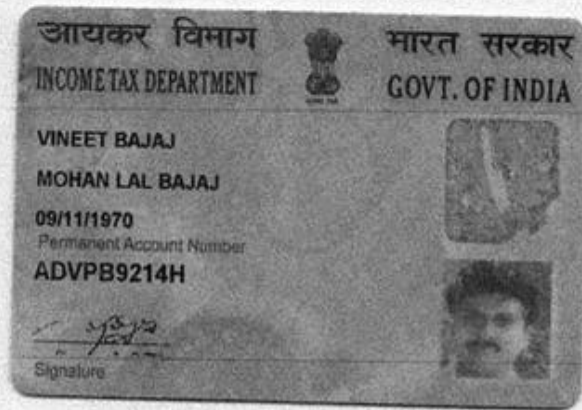 आयकर विभाग
INCOME TAX DEPARTMENT
भारत सरकार
GOVT. OF INDIA
VINEET BAJAJ
MOHAN LAL BAJAJ
09/11/1970
Permanent Account Number
ADVPB9214H
Signature